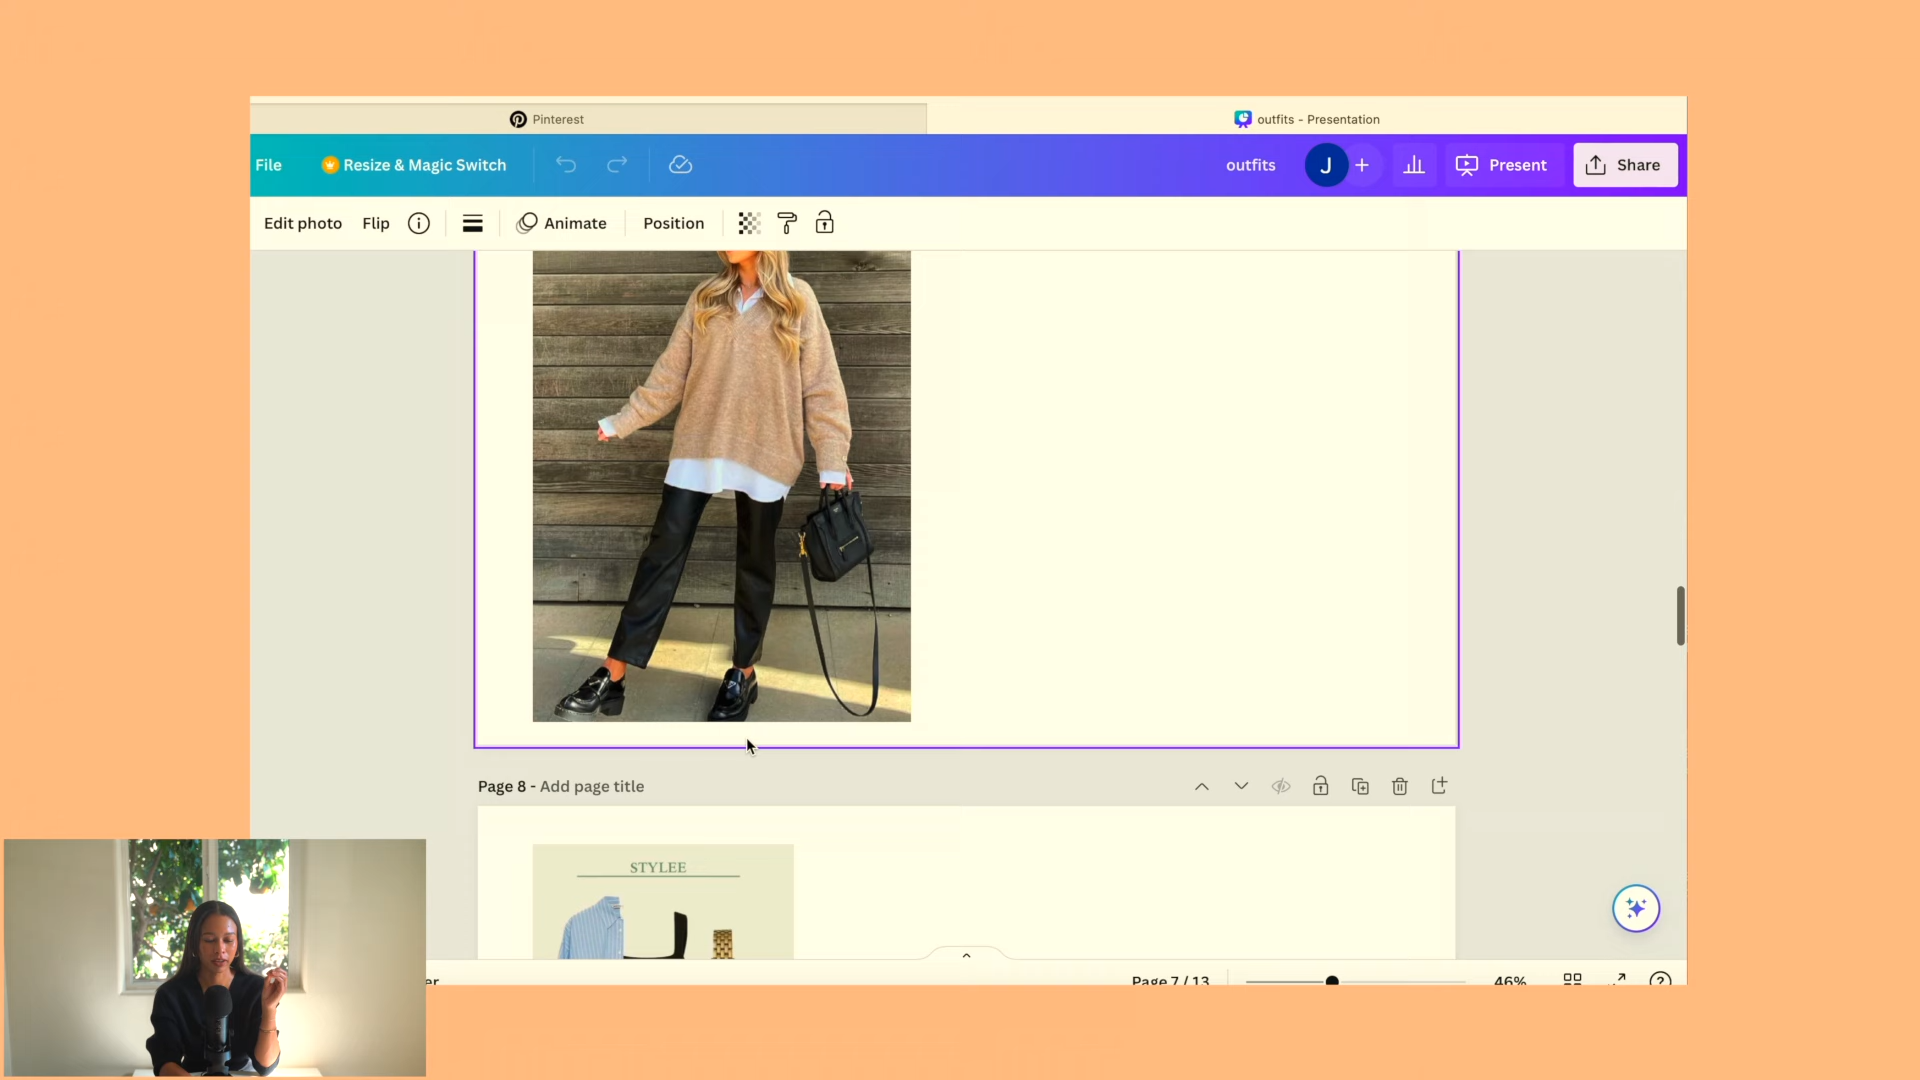 Pinterest
outfits - Presentation
File
Resize & Magic Switch
outfits
J
Present
Share
Edit photo
Flip
Animate
Position
Page 8 - Add page title
STYLEE
er
Page 7 / 13
46%